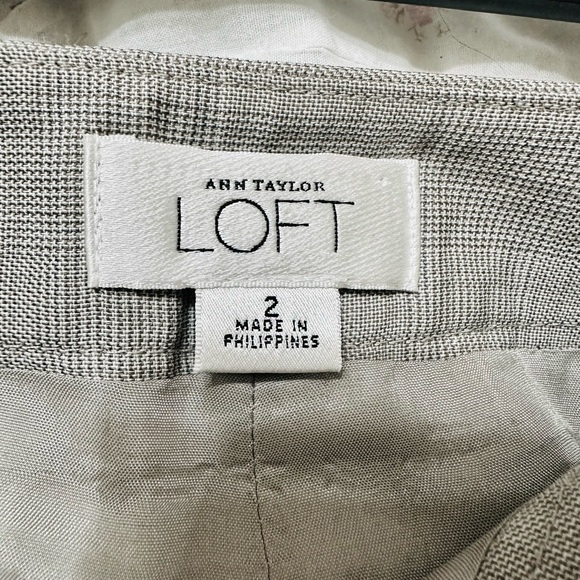 ANN TAYLOR
LOFT
2
MADE IN
PHILIPPINES